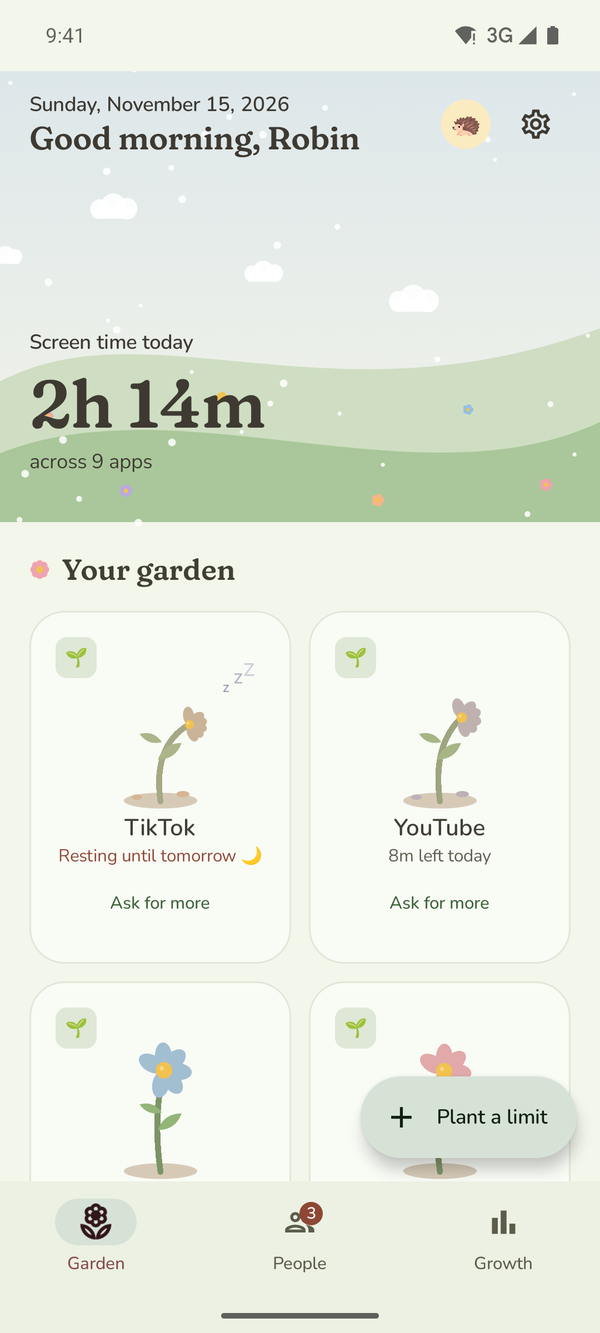 9:41
3G
Sunday, November 15, 2026
Good morning, Robin
Screen time today
2h 14m
across 9 apps
Your garden
z z Z
TikTok
Resting until tomorrow 🌙
Ask for more
YouTube
8m left today
Ask for more
Plant a limit
3
Garden
People
Growth